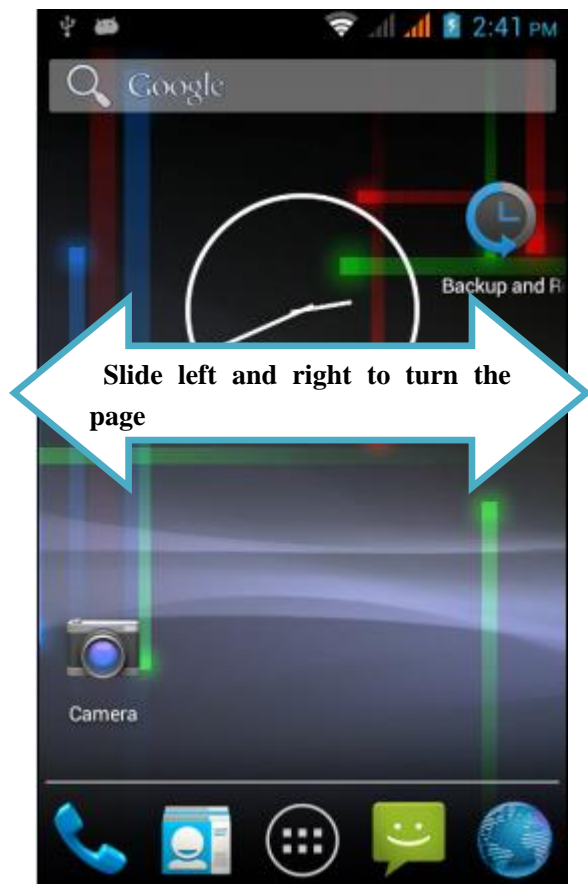 2:41 PM
Google
Backup and R
Slide left and right to turn the
page
Camera